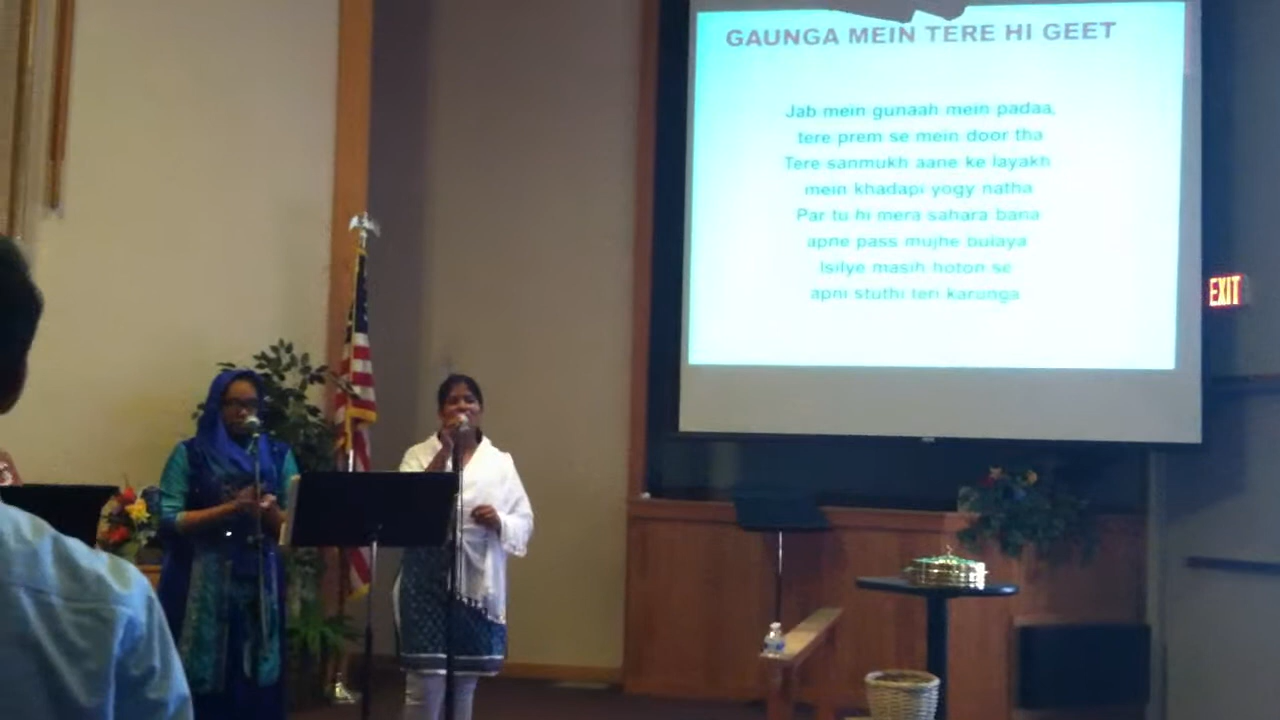 GAUNGA MEIN TERE HI GEET
Jab mein gunaah mein padaa,
tere prem se mein door tha
Tere sanmukh aane ke layakh
mein khadapi yogy natha
Par tu hi mera sahara bana
apne pass mujhe bulaya
Isilye masih hoton se
apni stuthi teri karunga
EXIT